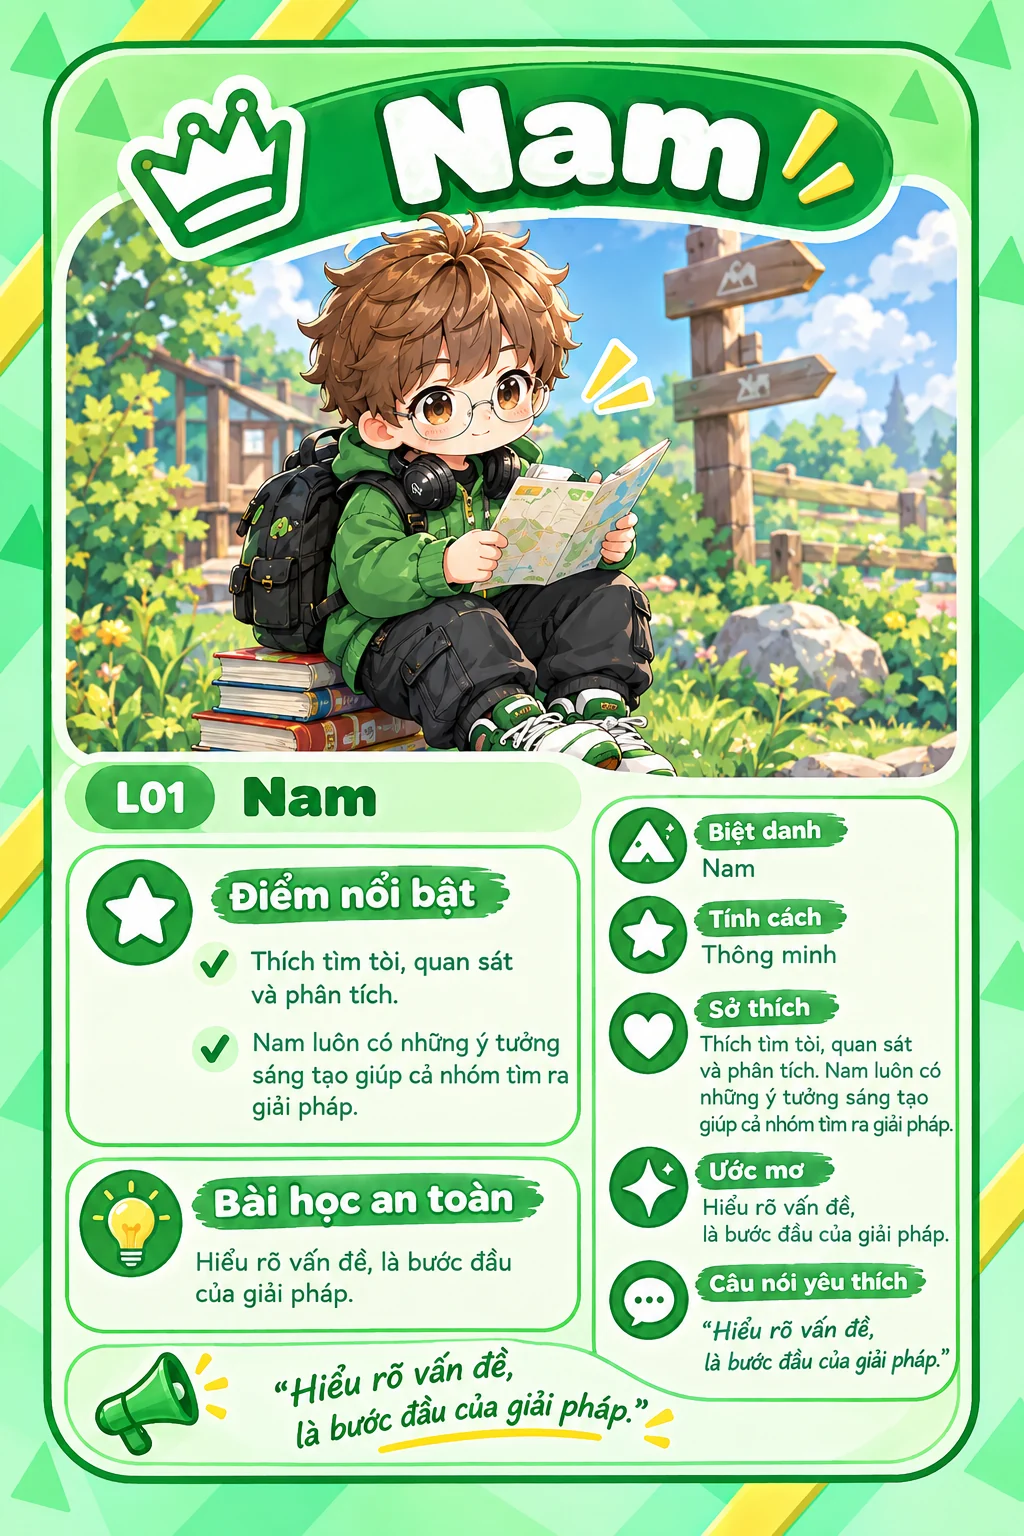 Nam
L01 Nam
Điểm nổi bật
Thích tìm tòi, quan sát
và phân tích.
Nam luôn có những ý tưởng
sáng tạo giúp cả nhóm tìm ra
giải pháp.
Bài học an toàn
Hiểu rõ vấn đề, là bước đầu
của giải pháp.
Biệt danh
Nam
Tính cách
Thông minh
Sở thích
Thích tìm tòi, quan sát
và phân tích. Nam luôn có
những ý tưởng sáng tạo
giúp cả nhóm tìm ra giải pháp.
Ước mơ
Hiểu rõ vấn đề,
là bước đầu của giải pháp.
Câu nói yêu thích
“Hiểu rõ vấn đề,
là bước đầu của giải pháp.”
“Hiểu rõ vấn đề,
là bước đầu của giải pháp.”